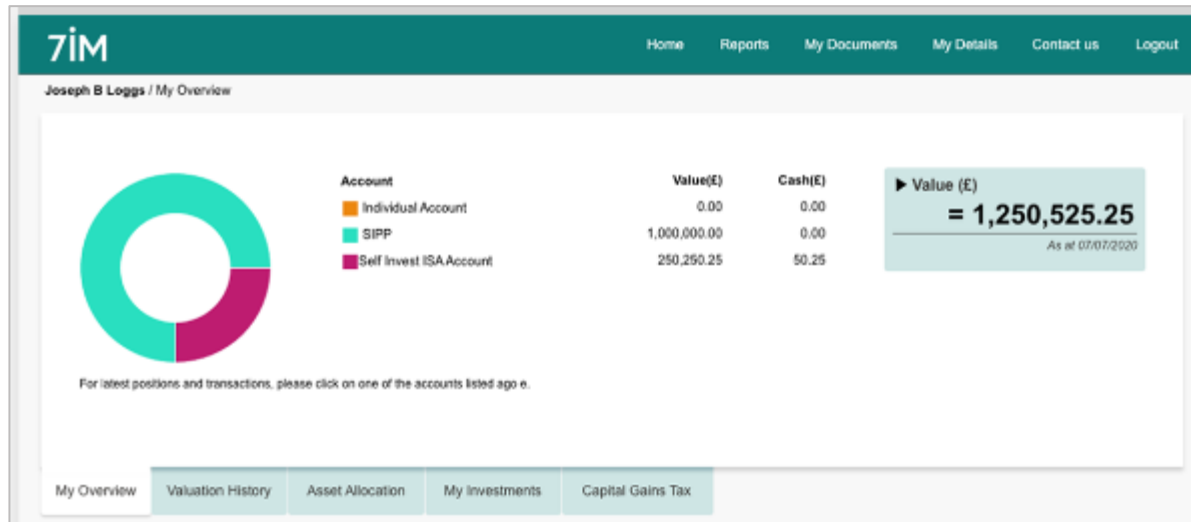 7iM Home Reports My Documents My Details Contact us Logout
Joseph B Loggs / My Overview
Account Value(£) Cash(£)
Individual Account 0.00 0.00
SIPP 1,000,000.00 0.00
Self Invest ISA Account 250,250.25 50.25
Value (£)
= 1,250,525.25
As at 07/07/2020
For latest positions and transactions, please click on one of the accounts listed ago e.
My Overview Valuation History Asset Allocation My Investments Capital Gains Tax